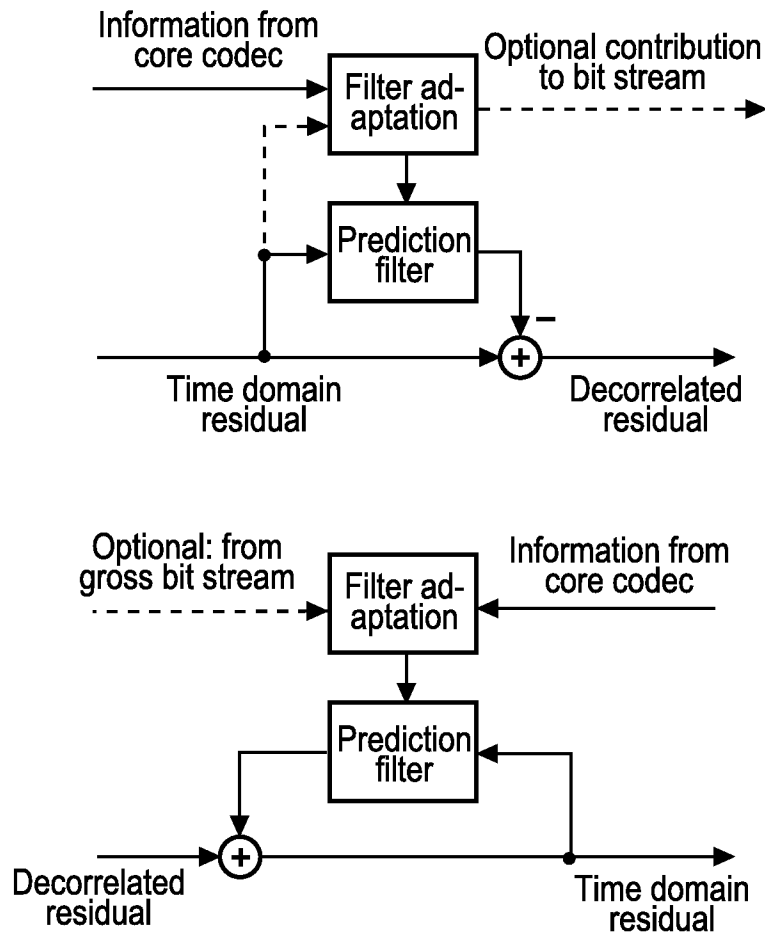 Information from
core codec
Optional contribution
to bit stream
Filter ad-
aptation
Prediction
filter
−
+
Time domain
residual
Decorrelated
residual
Optional: from
gross bit stream
Information from
core codec
Filter ad-
aptation
Prediction
filter
+
Decorrelated
residual
Time domain
residual